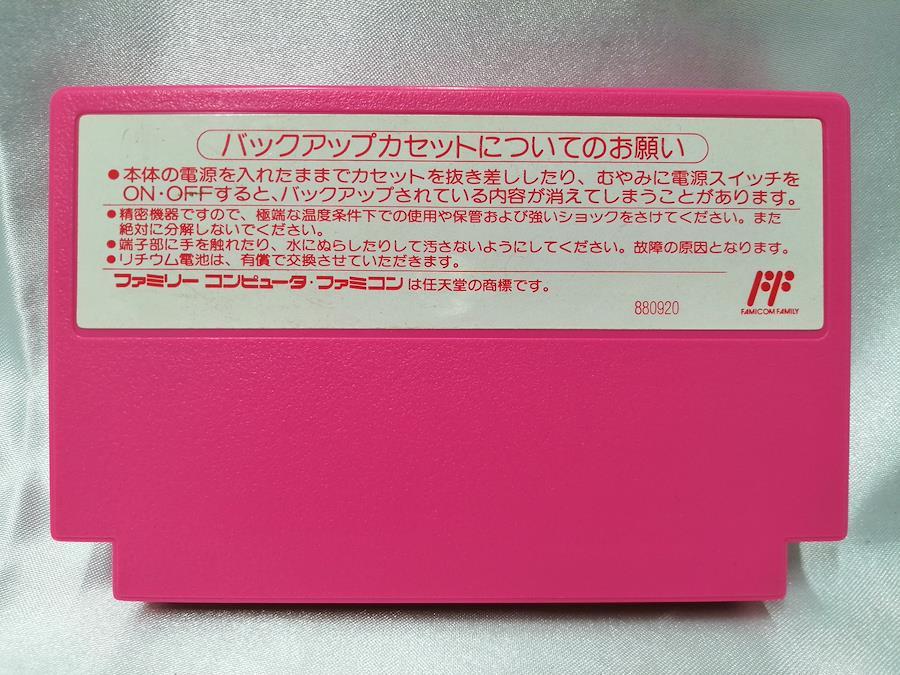 バックアップカセットについてのお願い
●本体の電源を入れたままでカセットを抜き差ししたり、むやみに電源スイッチを
ON・OFFすると、バックアップされている内容が消えてしまうことがあります。
●精密機器ですので、極端な温度条件下での使用や保管および強いショックをさけてください。また
絶対に分解しないでください。
●端子部に手を触れたり、水にぬらしたりして汚さないようにしてください。故障の原因となります。
●リチウム電池は、有償で交換させていただきます。
ファミリー コンピュータ・ファミコン は任天堂の商標です。
880920
FAMICOM FAMILY